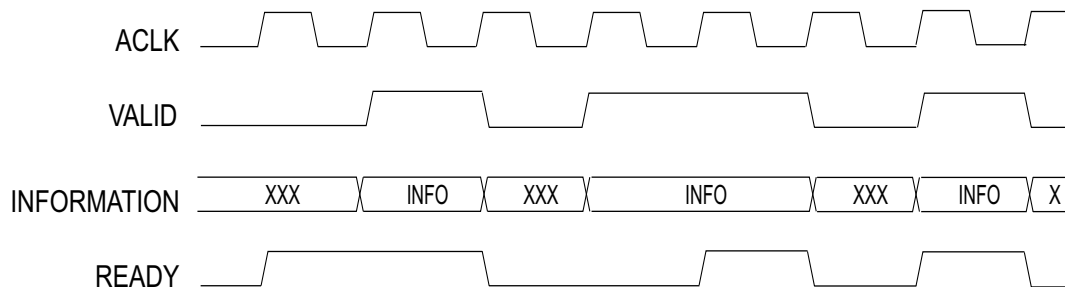 ACLK
VALID
INFORMATION XXX INFO XXX INFO XXX INFO X
READY